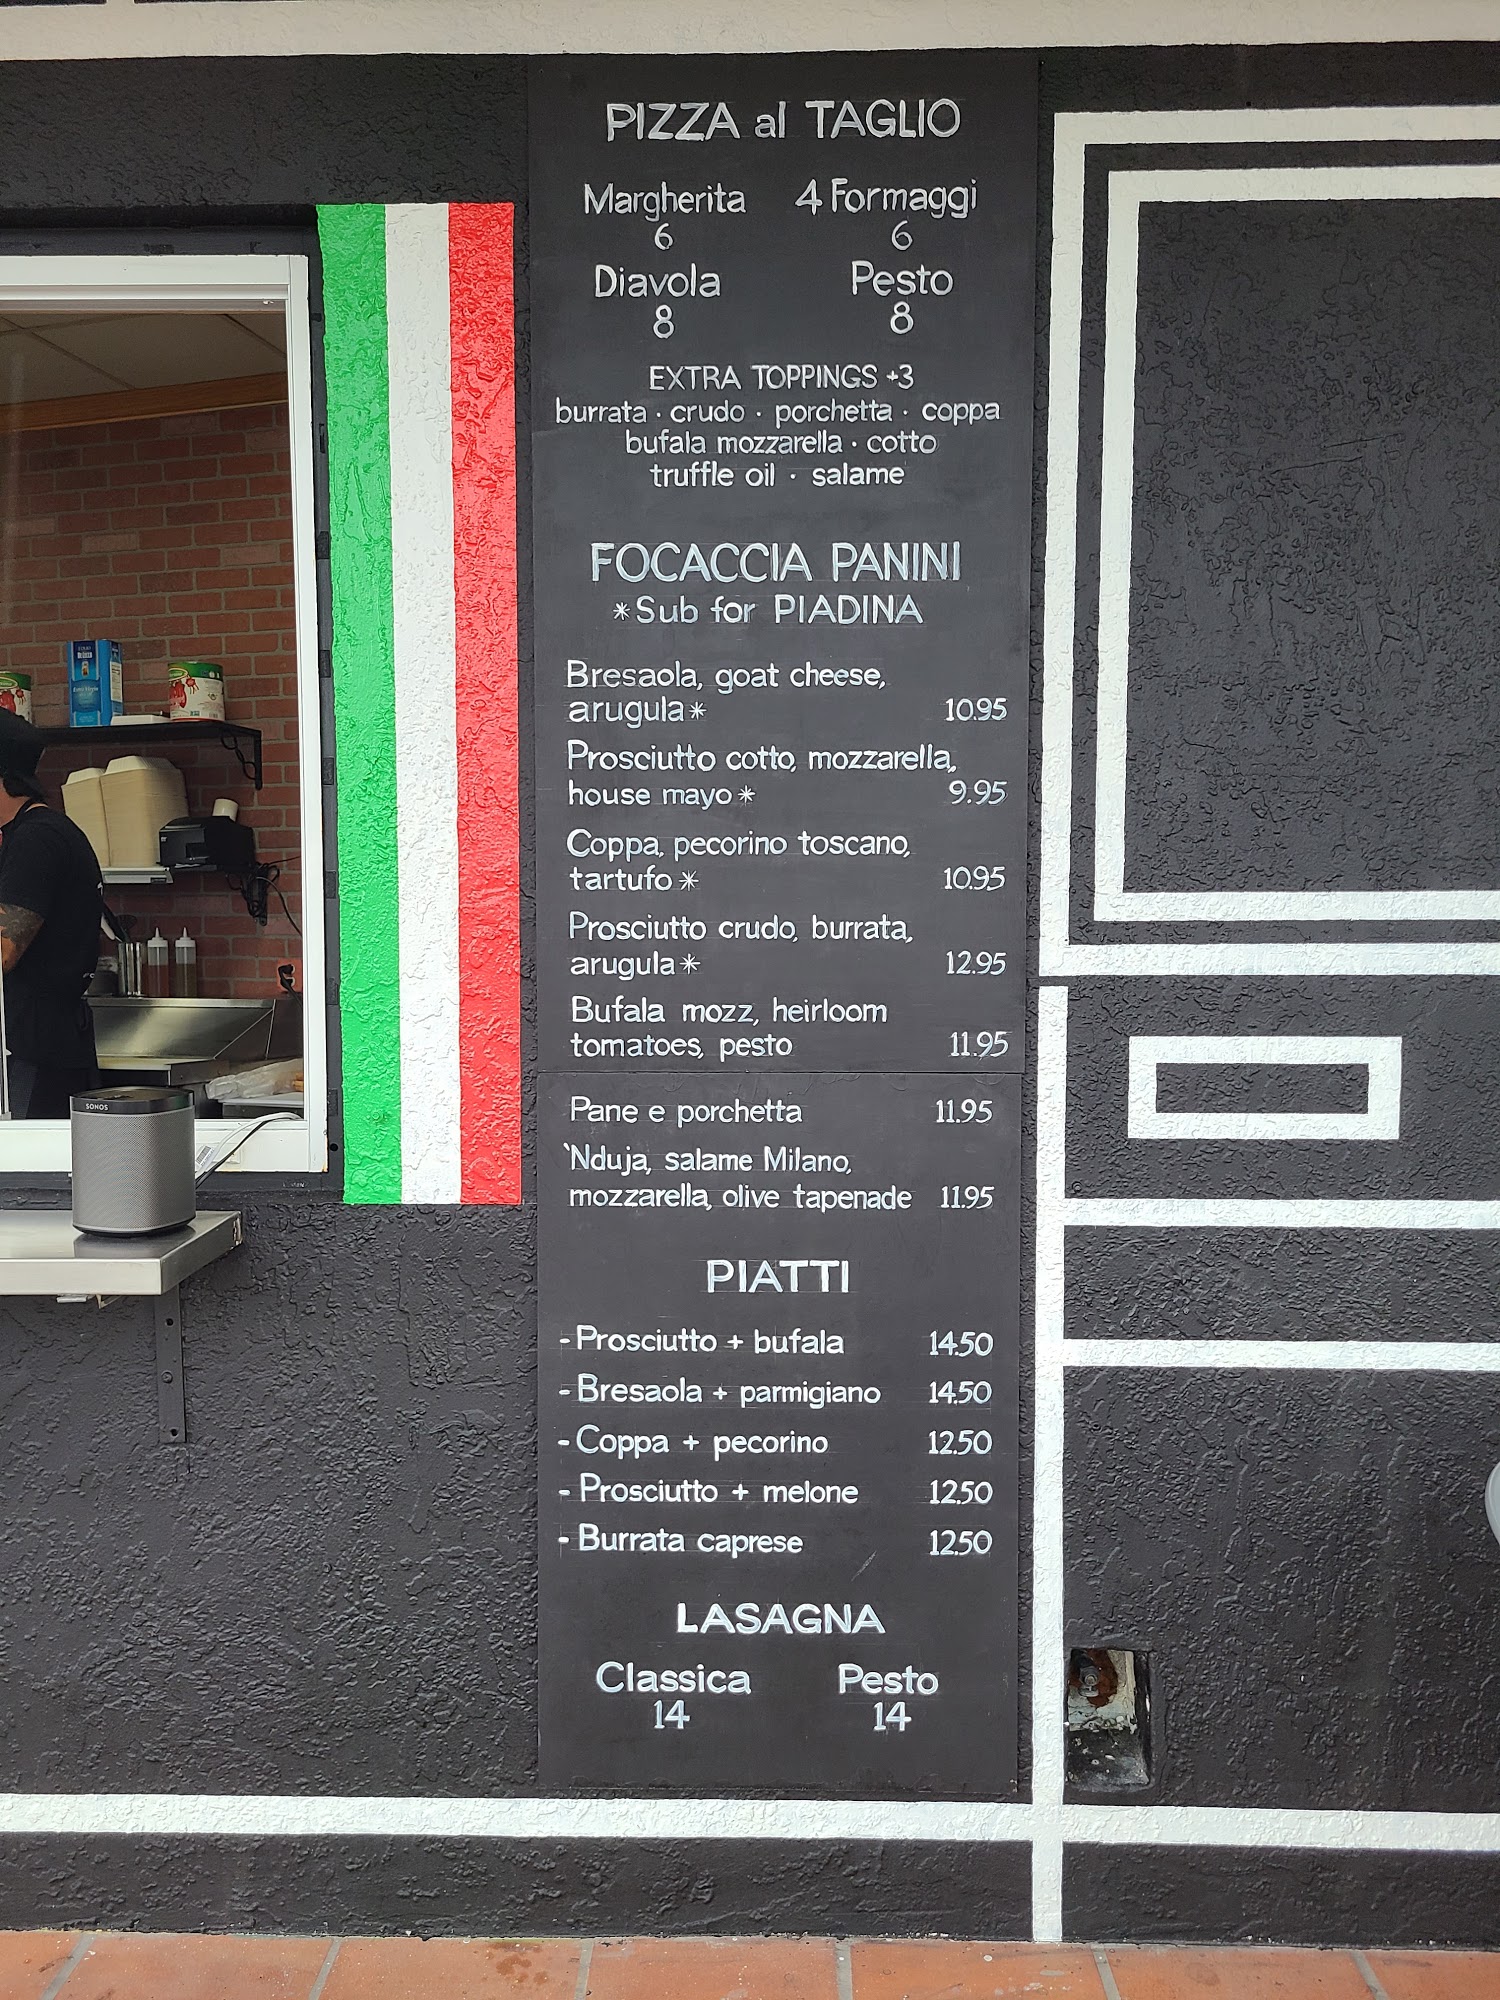 PIZZA al TAGLIO
Margherita 4 Formaggi
6 6
Diavola Pesto
8 8
EXTRA TOPPINGS +3
burrata · crudo · porchetta · coppa
bufala mozzarella · cotto
truffle oil · salame
FOCACCIA PANINI
*Sub for PIADINA
Bresaola, goat cheese,
arugula* 10.95
Prosciutto cotto, mozzarella,
house mayo* 9.95
Coppa, pecorino toscano,
tartufo* 10.95
Prosciutto crudo, burrata,
arugula* 12.95
Bufala mozz, heirloom
tomatoes, pesto 11.95
Pane e porchetta 11.95
'Nduja, salame Milano,
mozzarella, olive tapenade 11.95
PIATTI
- Prosciutto + bufala 14.50
- Bresaola + parmigiano 14.50
- Coppa + pecorino 12.50
- Prosciutto + melone 12.50
- Burrata caprese 12.50
LASAGNA
Classica Pesto
14 14
SONOS